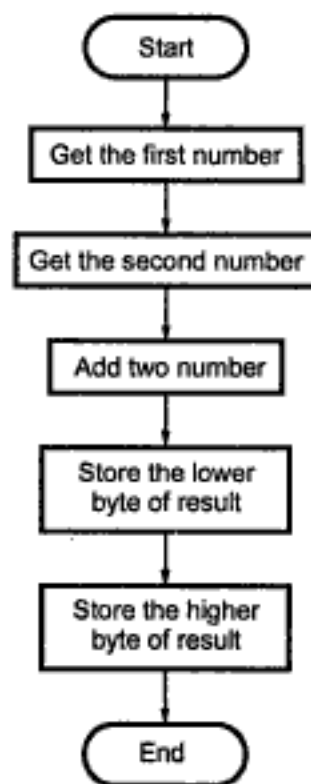 Start
Get the first number
Get the second number
Add two number
Store the lower
byte of result
Store the higher
byte of result
End